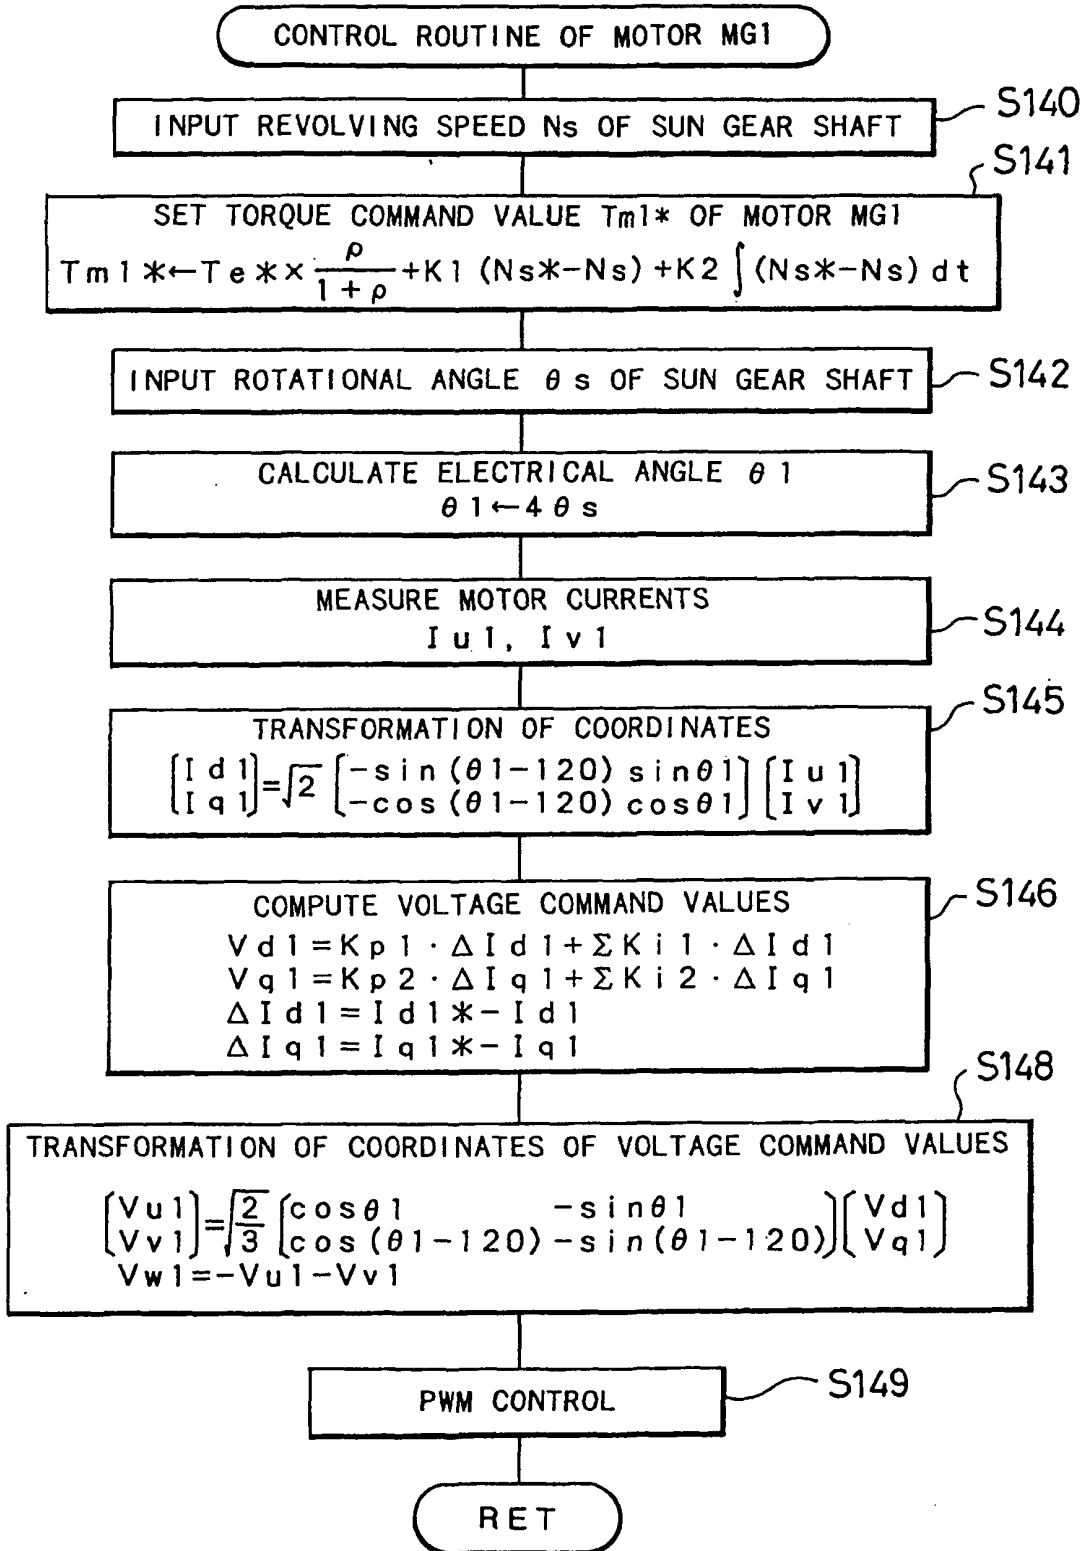 CONTROL ROUTINE OF MOTOR MG1
INPUT REVOLVING SPEED Ns OF SUN GEAR SHAFT
S140
S141
SET TORQUE COMMAND VALUE Tm1* OF MOTOR MG1
Tm1*←Te*×ρ/(1+ρ)+K1(Ns*-Ns)+K2∫(Ns*-Ns)dt
INPUT ROTATIONAL ANGLE θs OF SUN GEAR SHAFT
S142
CALCULATE ELECTRICAL ANGLE θ1
θ1←4θs
S143
MEASURE MOTOR CURRENTS
Iu1, Iv1
S144
S145
TRANSFORMATION OF COORDINATES
[Id1]=√2[-sin(θ1-120) sinθ1][Iu1]
[Iq1] [-cos(θ1-120) cosθ1][Iv1]
S146
COMPUTE VOLTAGE COMMAND VALUES
Vd1=Kp1·ΔId1+ΣKi1·ΔId1
Vq1=Kp2·ΔIq1+ΣKi2·ΔIq1
ΔId1=Id1*-Id1
ΔIq1=Iq1*-Iq1
S148
TRANSFORMATION OF COORDINATES OF VOLTAGE COMMAND VALUES
[Vu1]=√(2/3)[cosθ1 -sinθ1][Vd1]
[Vv1] [cos(θ1-120) -sin(θ1-120)][Vq1]
Vw1=-Vu1-Vv1
PWM CONTROL
S149
RET